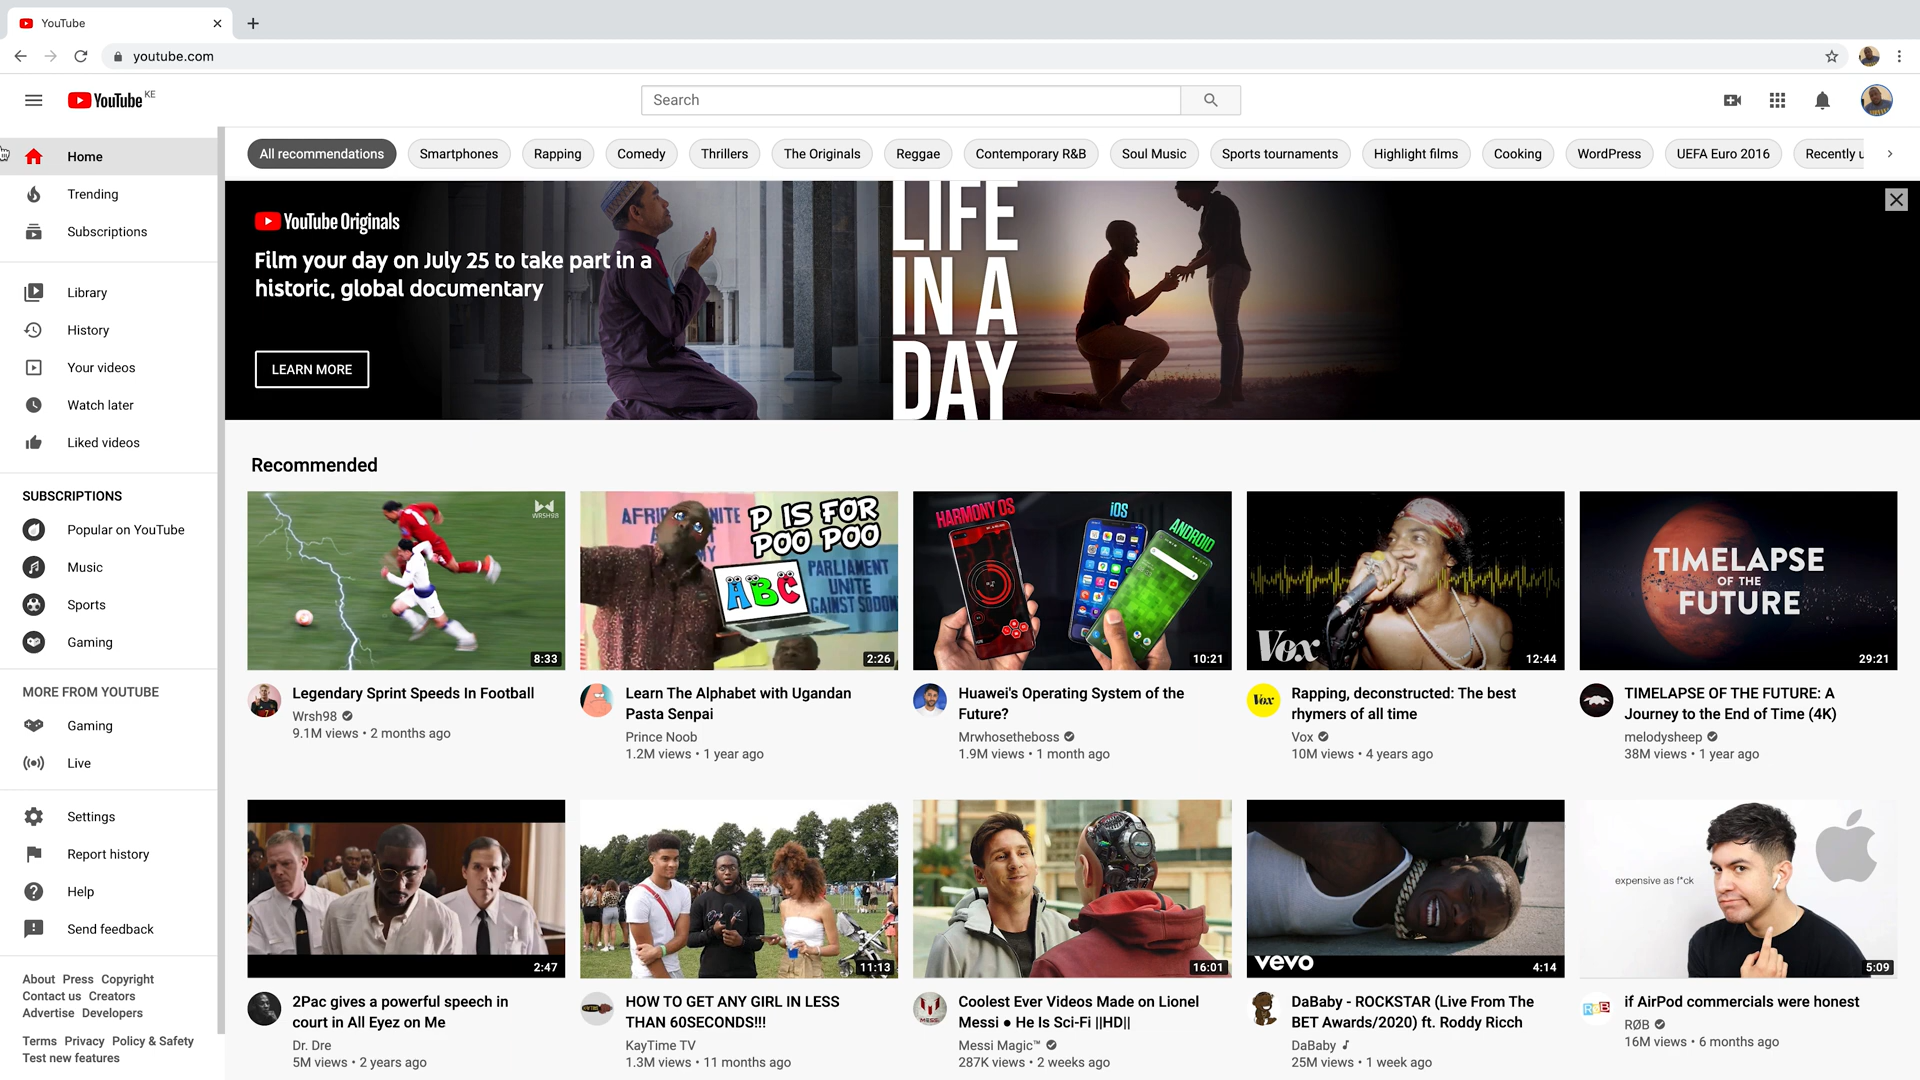 YouTube
youtube.com
YouTube KE
Search
Home
Trending
Subscriptions
Library
History
Your videos
Watch later
Liked videos
SUBSCRIPTIONS
Popular on YouTube
Music
Sports
Gaming
MORE FROM YOUTUBE
Gaming
Live
Settings
Report history
Help
Send feedback
About Press Copyright
Contact us Creators
Advertise Developers
Terms Privacy Policy & Safety
Test new features
All recommendations
Smartphones
Rapping
Comedy
Thrillers
The Originals
Reggae
Contemporary R&B
Soul Music
Sports tournaments
Highlight films
Cooking
WordPress
UEFA Euro 2016
Recently u
YouTube Originals
Film your day on July 25 to take part in a
historic, global documentary
LEARN MORE
LIFE
IN A
DAY
Recommended
WRSH98
8:33
Legendary Sprint Speeds In Football
Wrsh98
9.1M views • 2 months ago
P IS FOR
POO POO
ABC
PARLIAMENT
UNITE
2:26
Learn The Alphabet with Ugandan
Pasta Senpai
Prince Noob
1.2M views • 1 year ago
HARMONY OS
iOS
ANDROID
10:21
Huawei's Operating System of the
Future?
Mrwhosetheboss
1.9M views • 1 month ago
Vox
12:44
Vox
Rapping, deconstructed: The best
rhymers of all time
Vox
10M views • 4 years ago
TIMELAPSE
OF THE
FUTURE
29:21
TIMELAPSE OF THE FUTURE: A
Journey to the End of Time (4K)
melodysheep
38M views • 1 year ago
2:47
2Pac gives a powerful speech in
court in All Eyez on Me
Dr. Dre
5M views • 2 years ago
11:13
HOW TO GET ANY GIRL IN LESS
THAN 60SECONDS!!!
KayTime TV
1.3M views • 11 months ago
16:01
Coolest Ever Videos Made on Lionel
Messi ● He Is Sci-Fi ||HD||
Messi Magic™
287K views • 2 weeks ago
vevo
4:14
DaBaby - ROCKSTAR (Live From The
BET Awards/2020) ft. Roddy Ricch
DaBaby
25M views • 1 week ago
expensive as f*ck
5:09
RØB
if AirPod commercials were honest
RØB
16M views • 6 months ago